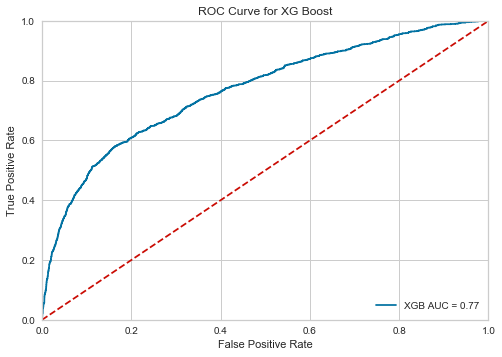 ROC Curve for XG Boost
1.0
0.8
0.6
0.4
0.2
0.0
True Positive Rate
XGB AUC = 0.77
0.0 0.2 0.4 0.6 0.8 1.0
False Positive Rate